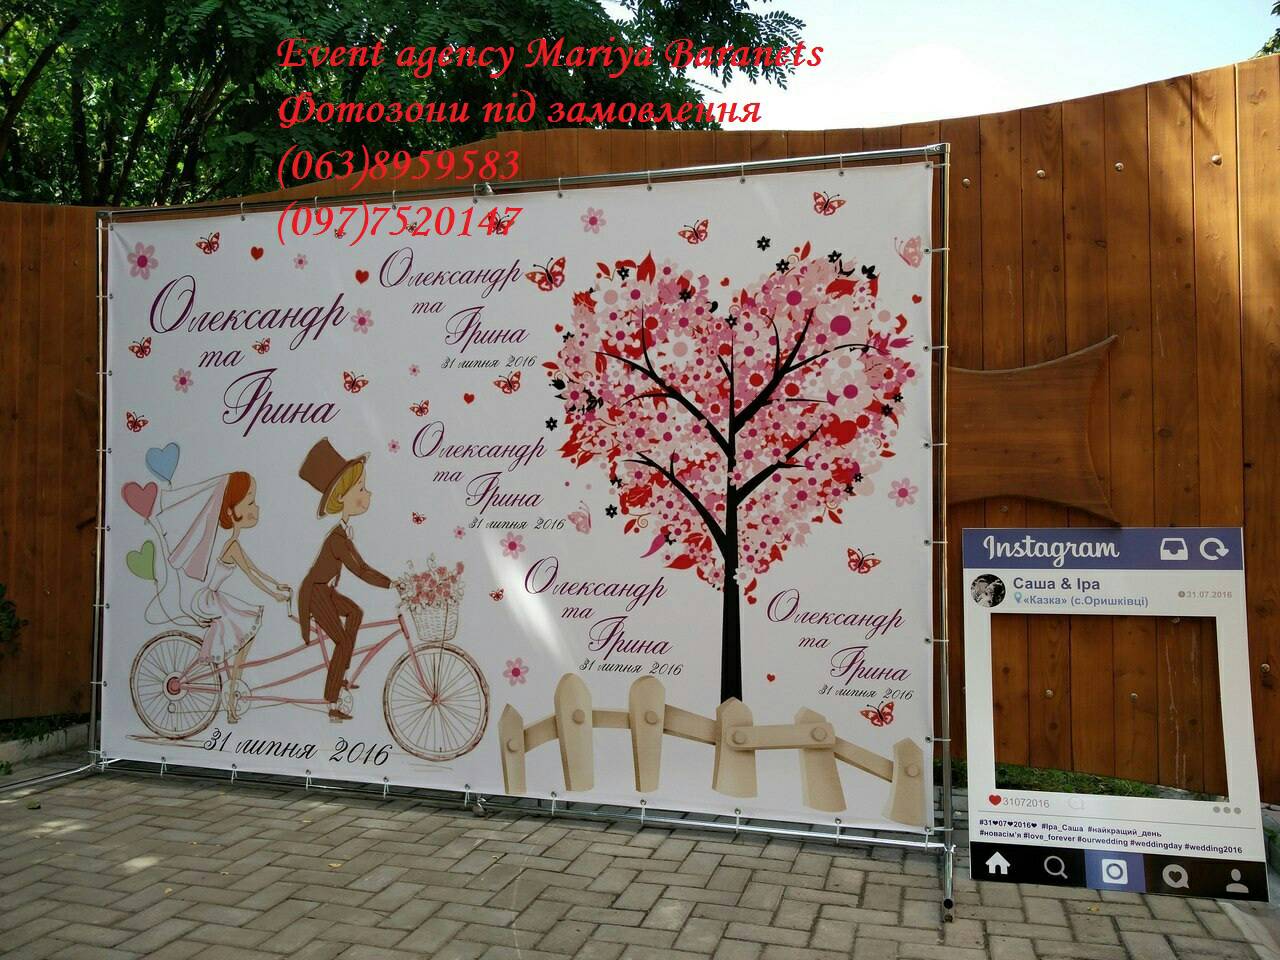 Event agency Mariya Baranets
Фотозони під замовлення
(063)8959583
(097)7520147
Олександр
та
Ірина
31 липня 2016
Олександр
та
Ірина
31 липня 2016
Олександр
та
Ірина
31 липня 2016
Олександр
та
Ірина
31 липня 2016
Олександр
та
Ірина
31 липня 2016
Instagram
Саша & Іра
«Казка» (с.Оришківці)
31.07.2016
31072016
#31❤07❤2016❤ #Іра_Саша #найкращий_день
#новасім'я #love_forever #ourwedding #weddingday #wedding2016